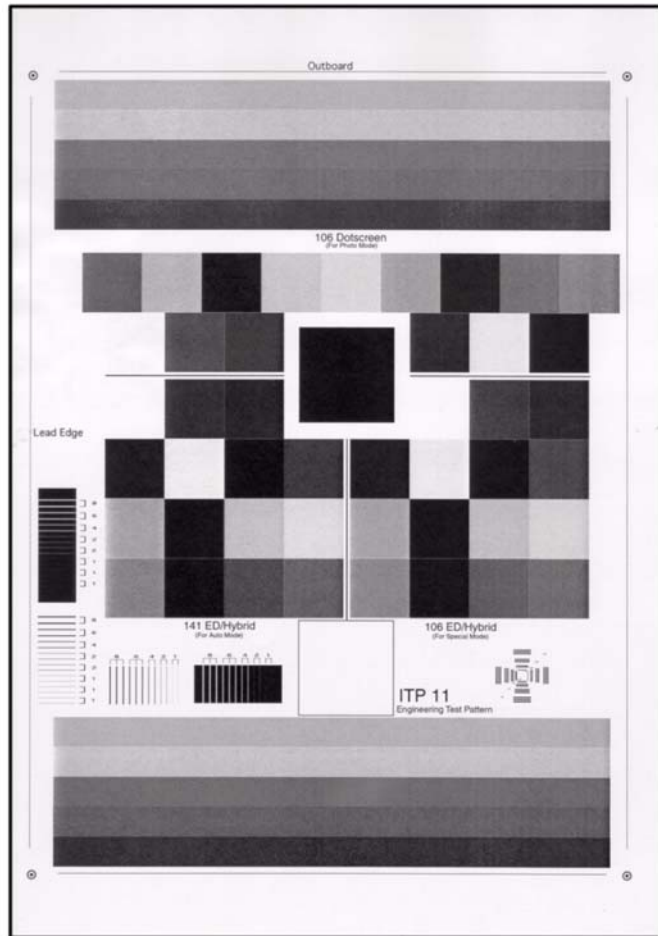 Outboard
106 Dotscreen
(For Photo Mode)
Lead Edge
141 ED/Hybrid
(For Auto Mode)
106 ED/Hybrid
(For Special Mode)
ITP 11
Engineering Test Pattern